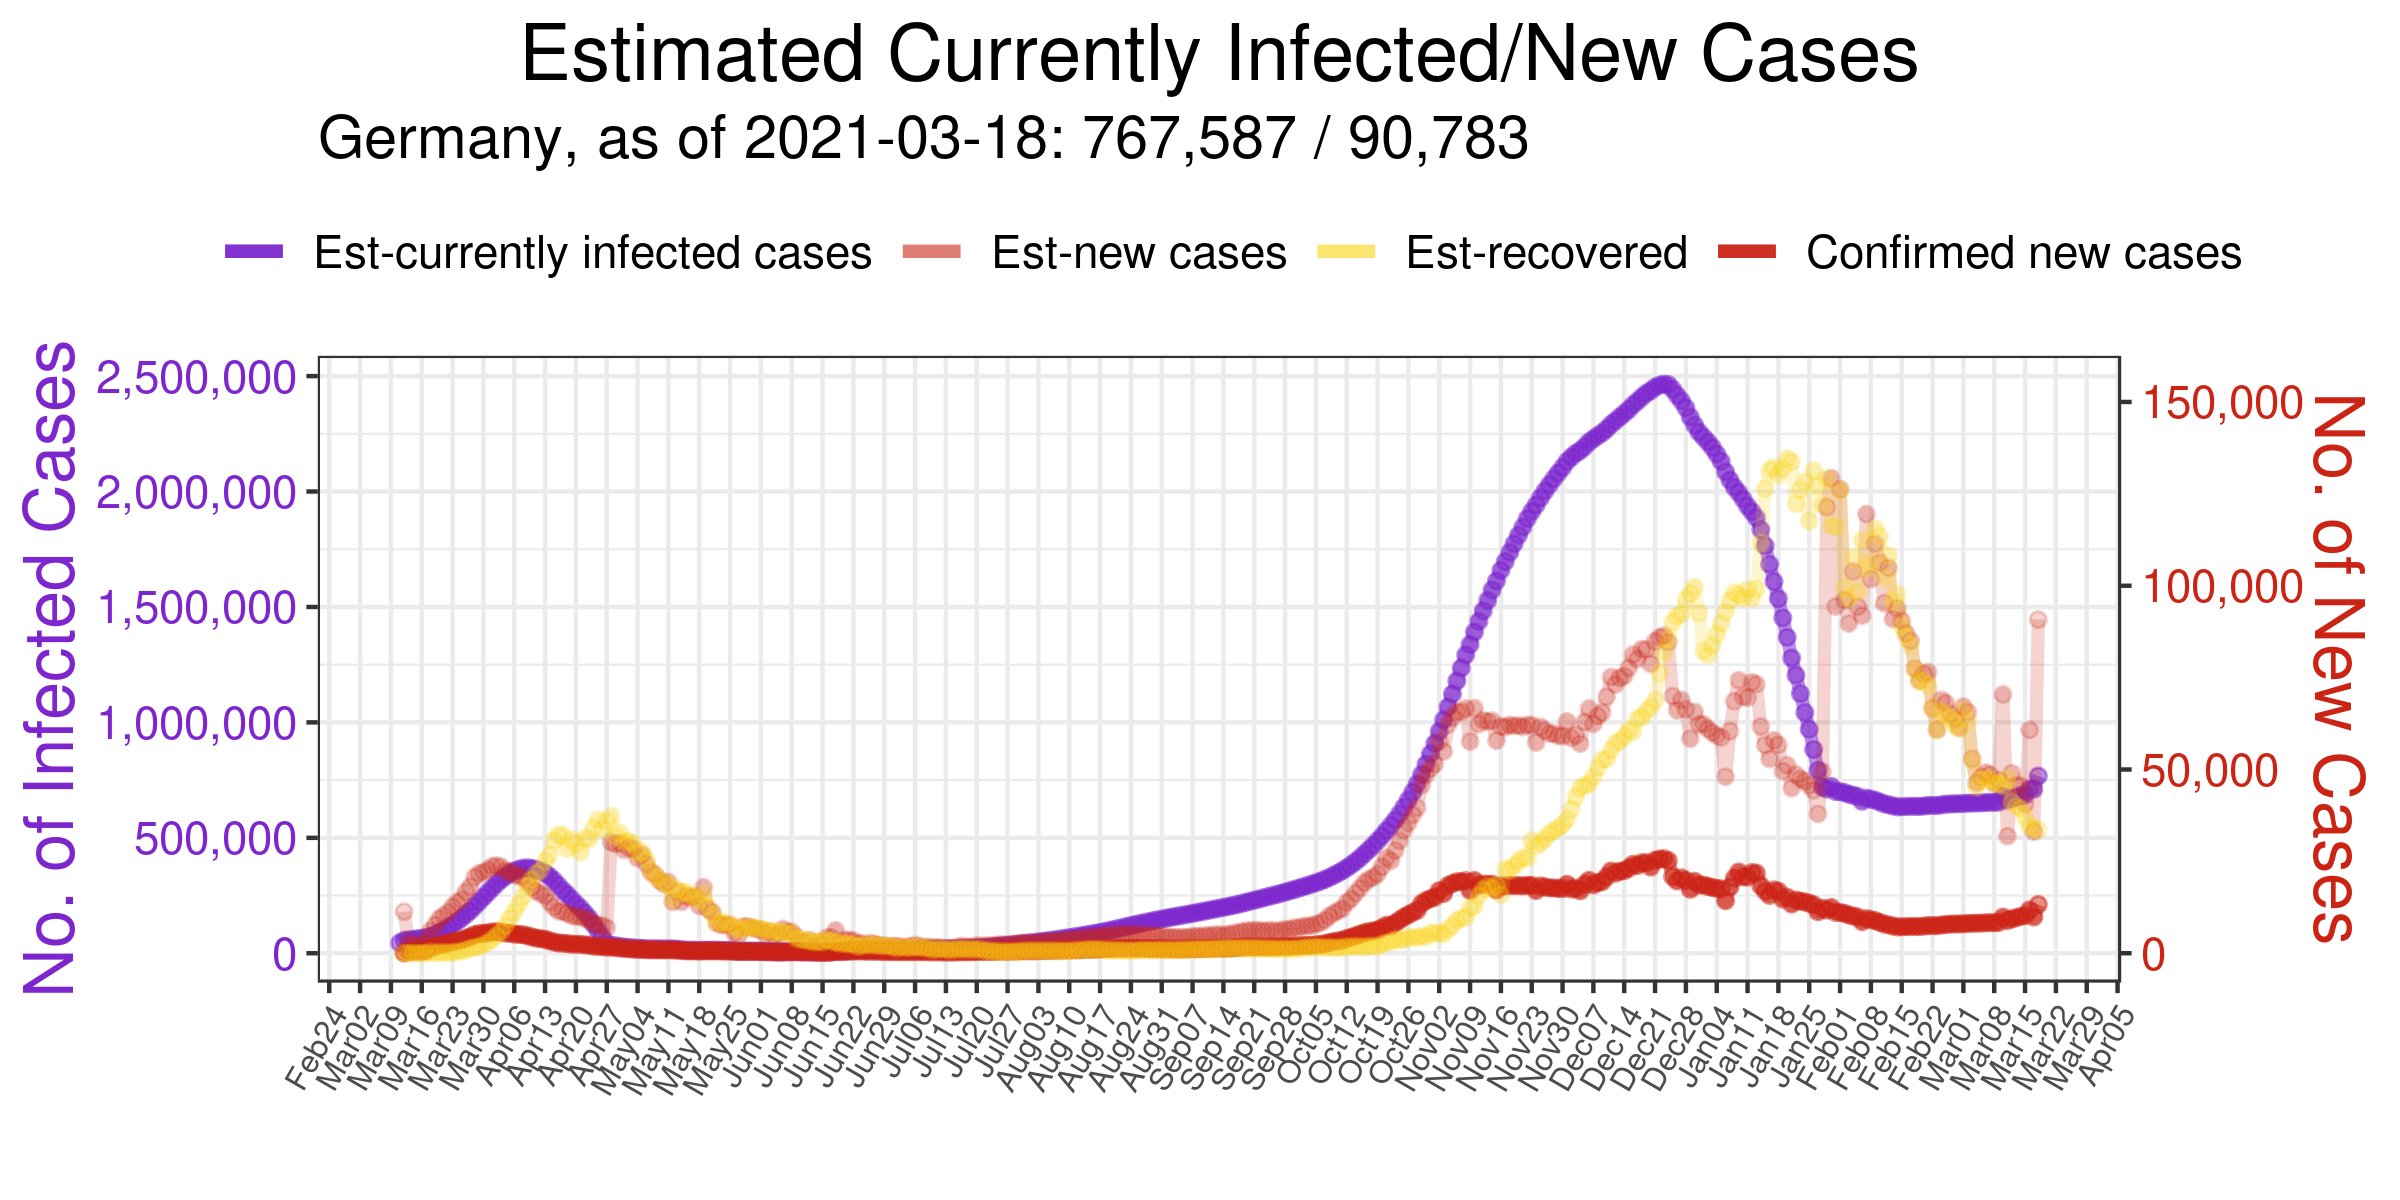 Estimated Currently Infected/New Cases
Germany, as of 2021-03-18: 767,587 / 90,783
Est-currently infected cases Est-new cases Est-recovered Confirmed new cases
No. of Infected Cases
2,500,000
2,000,000
1,500,000
1,000,000
500,000
0
150,000
100,000
50,000
0
No. of New Cases
Feb24 Mar02 Mar09 Mar16 Mar23 Mar30 Apr06 Apr13 Apr20 Apr27 May04 May11 May18 May25 Jun01 Jun08 Jun15 Jun22 Jun29 Jul06 Jul13 Jul20 Jul27 Aug03 Aug10 Aug17 Aug24 Aug31 Sep07 Sep14 Sep21 Sep28 Oct05 Oct12 Oct19 Oct26 Nov02 Nov09 Nov16 Nov23 Nov30 Dec07 Dec14 Dec21 Dec28 Jan04 Jan11 Jan18 Jan25 Feb01 Feb08 Feb15 Feb22 Mar01 Mar08 Mar15 Mar22 Mar29 Apr05